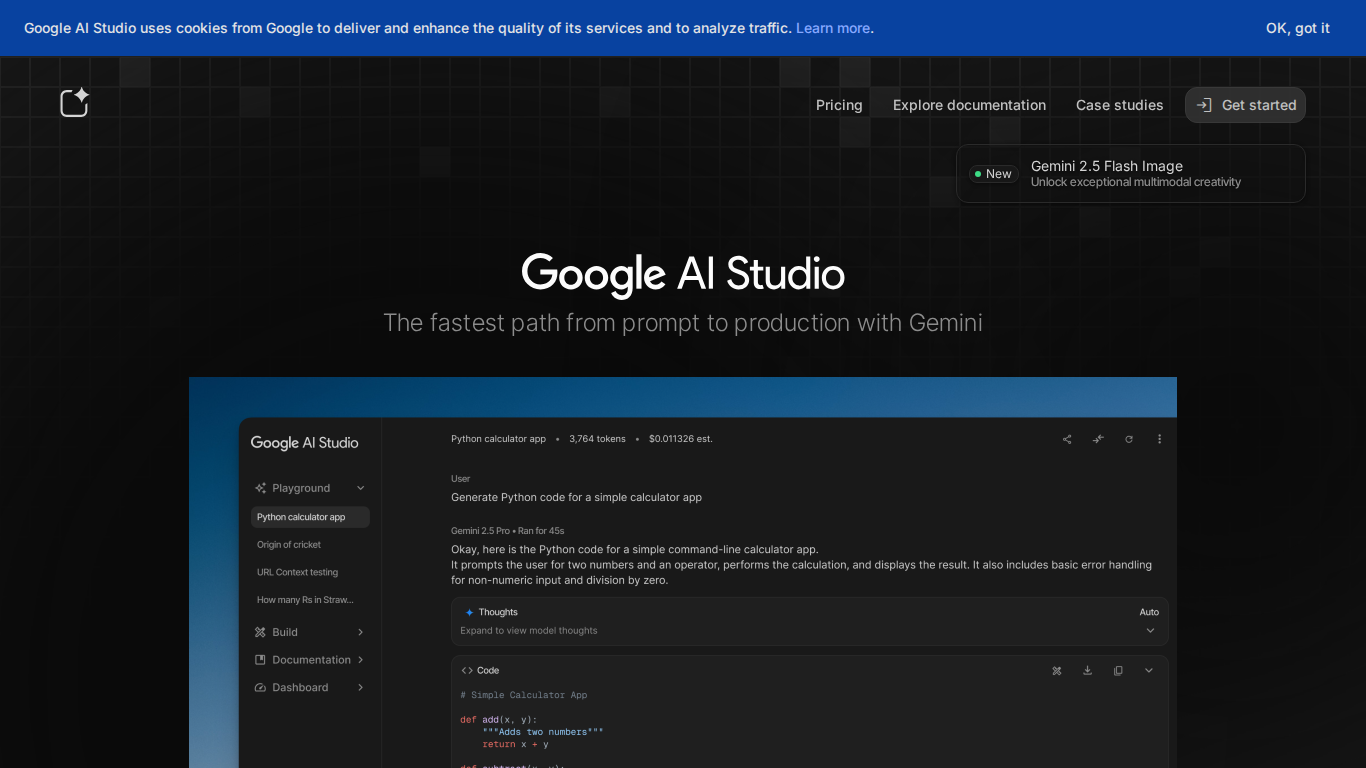 Google AI Studio uses cookies from Google to deliver and enhance the quality of its services and to analyze traffic. Learn more.
OK, got it
Pricing
Explore documentation
Case studies
Get started
New
Gemini 2.5 Flash Image
Unlock exceptional multimodal creativity
Google AI Studio
The fastest path from prompt to production with Gemini
Google AI Studio
Playground
Python calculator app
Origin of cricket
URL Context testing
How many Rs in Straw...
Build
Documentation
Dashboard
Python calculator app • 3,764 tokens • $0.011326 est.
User
Generate Python code for a simple calculator app
Gemini 2.5 Pro • Ran for 45s
Okay, here is the Python code for a simple command-line calculator app.
It prompts the user for two numbers and an operator, performs the calculation, and displays the result. It also includes basic error handling
for non-numeric input and division by zero.
Thoughts
Auto
Expand to view model thoughts
<> Code
# Simple Calculator App
def add(x, y):
"""Adds two numbers"""
return x + y
def subtract(x, y):